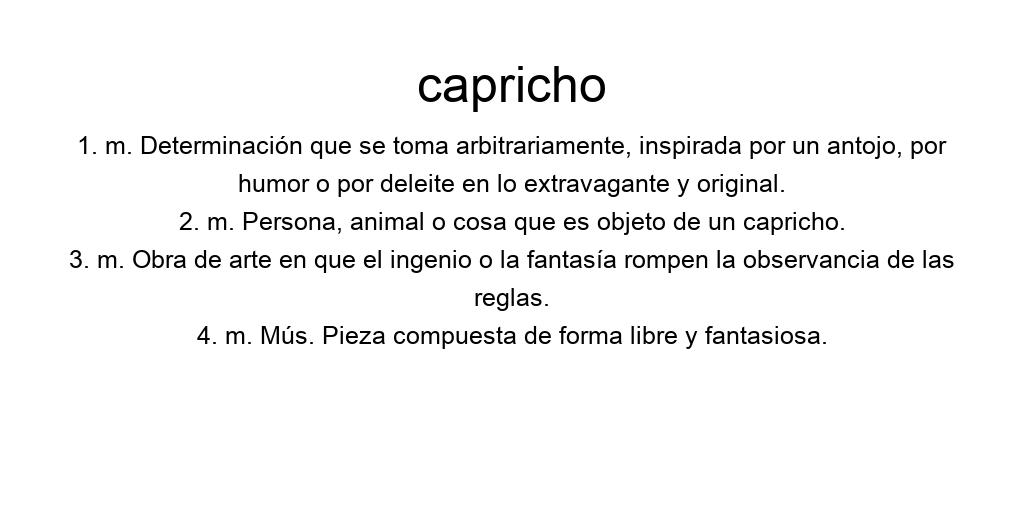 capricho
1. m. Determinación que se toma arbitrariamente, inspirada por un antojo, por
humor o por deleite en lo extravagante y original.
2. m. Persona, animal o cosa que es objeto de un capricho.
3. m. Obra de arte en que el ingenio o la fantasía rompen la observancia de las
reglas.
4. m. Mús. Pieza compuesta de forma libre y fantasiosa.